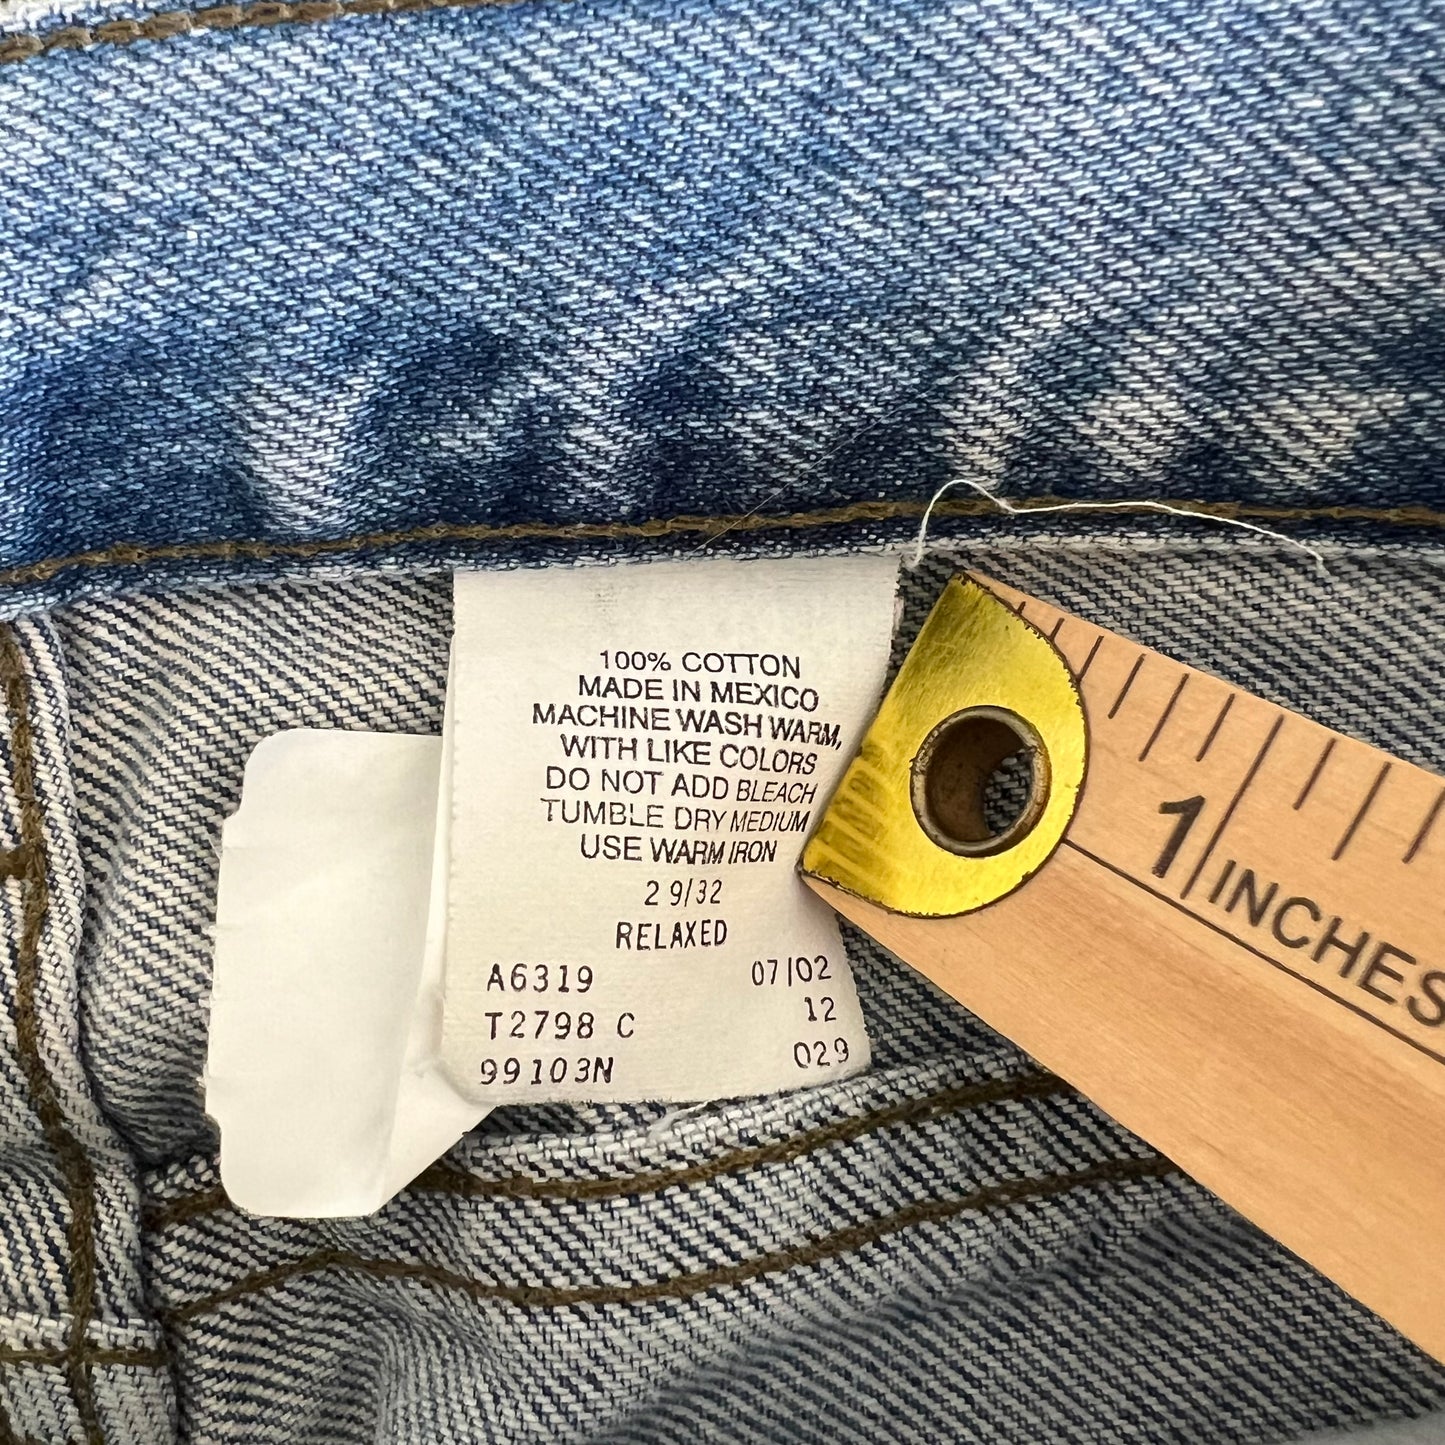 100% COTTON
MADE IN MEXICO
MACHINE WASH WARM,
WITH LIKE COLORS
DO NOT ADD BLEACH
TUMBLE DRY MEDIUM
USE WARM IRON
29/32
RELAXED
A6319 07/02
T2798 C 12
99103N 029
1
INCHES